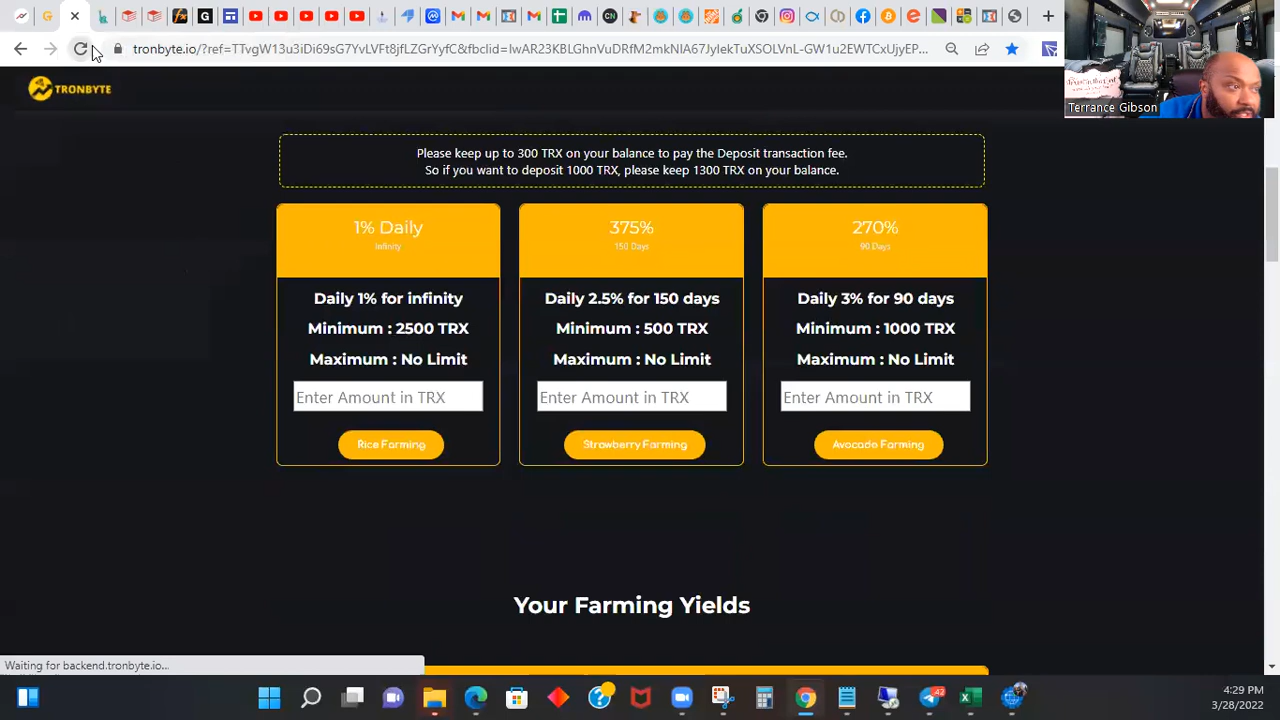 tronbyte.io/?ref=TTvgW13u3iDi69sG7YvLVFt8jfLZGrYyfC&fbclid=IwAR23KBLGhnVuDRfM2mkNIA67JylekTuXSOLVnL-GW1u2EWTCxUjyEP...
Terrance Gibson
TRONBYTE
Please keep up to 300 TRX on your balance to pay the Deposit transaction fee.
So if you want to deposit 1000 TRX, please keep 1300 TRX on your balance.
1% Daily
Infinity
Daily 1% for infinity
Minimum : 2500 TRX
Maximum : No Limit
Enter Amount in TRX
Rice Farming
375%
150 Days
Daily 2.5% for 150 days
Minimum : 500 TRX
Maximum : No Limit
Enter Amount in TRX
Strawberry Farming
270%
90 Days
Daily 3% for 90 days
Minimum : 1000 TRX
Maximum : No Limit
Enter Amount in TRX
Avocado Farming
Your Farming Yields
Waiting for backend.tronbyte.io...
42
4:29 PM
3/28/2022